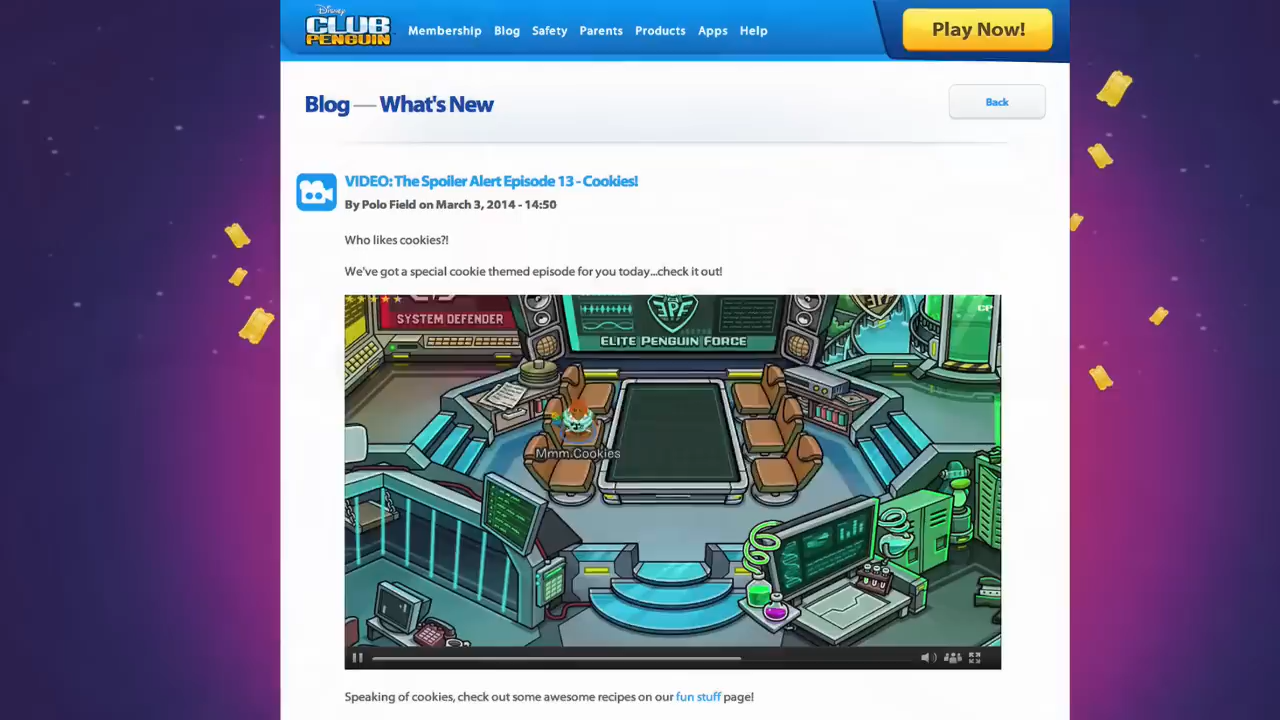 Disney
CLUB
PENGUIN
Membership Blog Safety Parents Products Apps Help
Play Now!
Blog — What's New
Back
VIDEO: The Spoiler Alert Episode 13 - Cookies!
By Polo Field on March 3, 2014 - 14:50
Who likes cookies?!
We've got a special cookie themed episode for you today...check it out!
EPF
EPF
CP
SYSTEM DEFENDER
ELITE PENGUIN FORCE
Mmm.Cookies
Speaking of cookies, check out some awesome recipes on our fun stuff page!